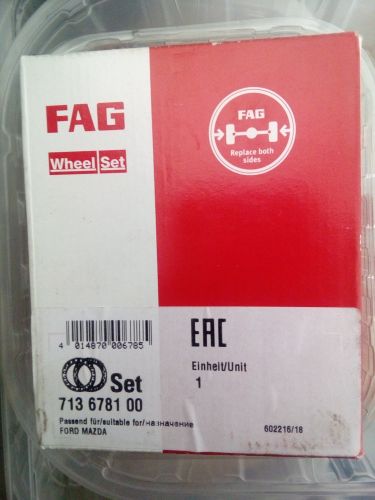 FAG
FAG
Replace both
sides
Wheel Set
4 014870 006785
EAC
Set
Einheit/Unit
1
713 6781 00
Passend für/suitable for/назначение
FORD MAZDA
602216/18